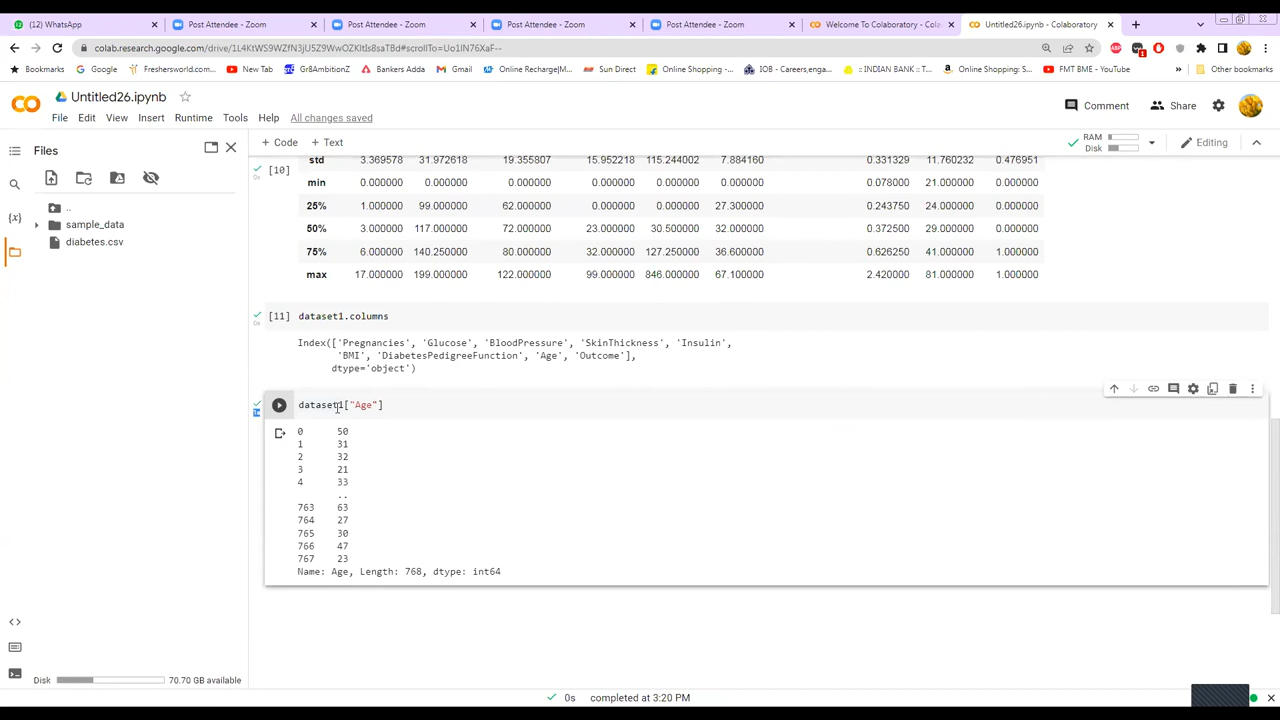 (12) WhatsApp
Post Attendee - Zoom
Post Attendee - Zoom
Post Attendee - Zoom
Post Attendee - Zoom
Welcome To Colaboratory - Cola
Untitled26.ipynb - Colaboratory
colab.research.google.com/drive/1L4KtWS9WZfN3jU5Z9WwOZKltls8saTBd#scrollTo=Uo1lN76XaF--
Bookmarks
Google
Freshersworld.com...
New Tab
Gr8AmbitionZ
Bankers Adda
Gmail
Online Recharge|M...
Sun Direct
Online Shopping -...
IOB - Careers,enga...
:: INDIAN BANK :: T...
Online Shopping: S...
FMT BME - YouTube
Other bookmarks
Untitled26.ipynb
File Edit View Insert Runtime Tools Help All changes saved
Comment
Share
Files
+ Code + Text
RAM
Disk
Editing
..
sample_data
diabetes.csv
[10]
std 3.369578 31.972618 19.355807 15.952218 115.244002 7.884160 0.331329 11.760232 0.476951
min 0.000000 0.000000 0.000000 0.000000 0.000000 0.000000 0.078000 21.000000 0.000000
25% 1.000000 99.000000 62.000000 0.000000 0.000000 27.300000 0.243750 24.000000 0.000000
50% 3.000000 117.000000 72.000000 23.000000 30.500000 32.000000 0.372500 29.000000 0.000000
75% 6.000000 140.250000 80.000000 32.000000 127.250000 36.600000 0.626250 41.000000 1.000000
max 17.000000 199.000000 122.000000 99.000000 846.000000 67.100000 2.420000 81.000000 1.000000
[11] dataset1.columns
Index(['Pregnancies', 'Glucose', 'BloodPressure', 'SkinThickness', 'Insulin',
'BMI', 'DiabetesPedigreeFunction', 'Age', 'Outcome'],
dtype='object')
dataset1["Age"]
0 50
1 31
2 32
3 21
4 33
..
763 63
764 27
765 30
766 47
767 23
Name: Age, Length: 768, dtype: int64
Disk 70.70 GB available
0s completed at 3:20 PM